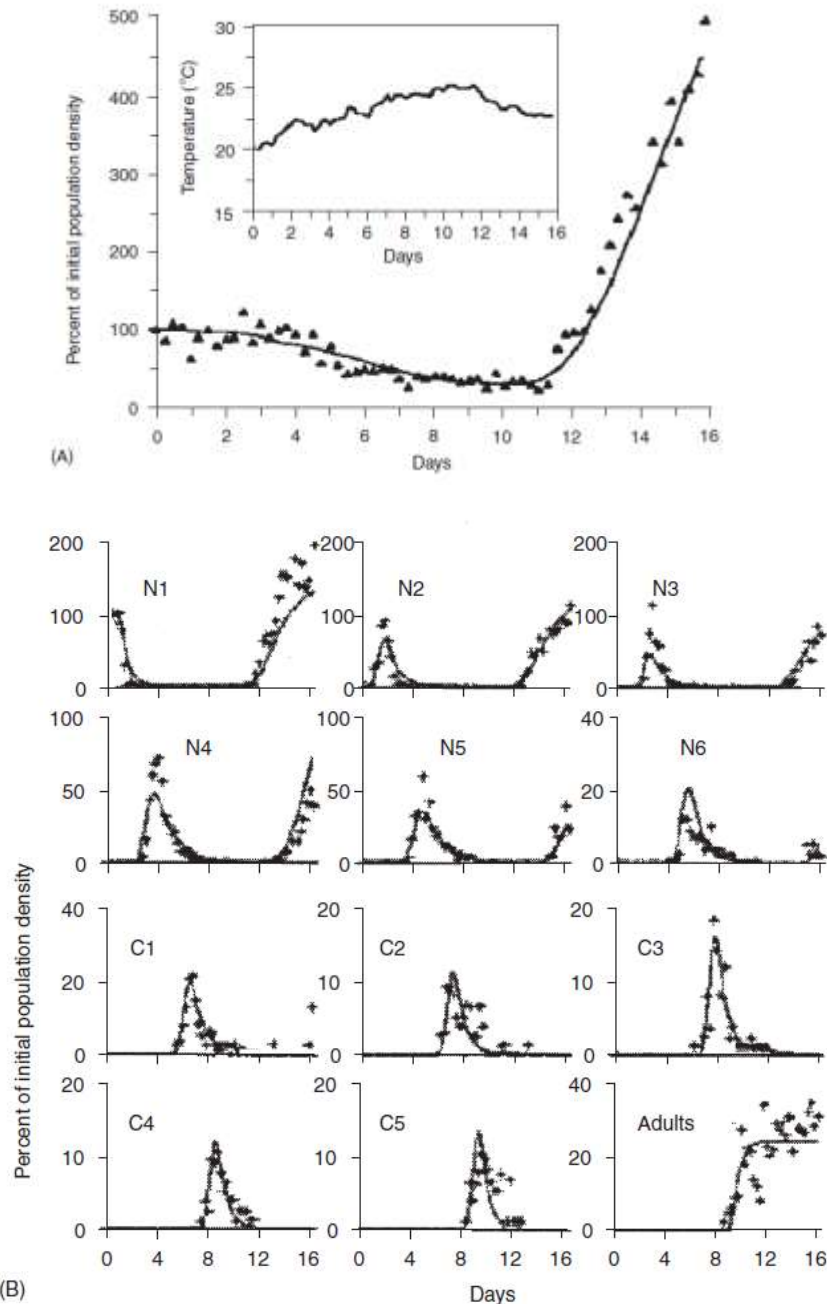 500
400
300
200
100
0
Percent of initial population density
30
25
20
15
Temperature (°C)
0 2 4 6 8 10 12 14 16
Days
0 2 4 6 8 10 12 14 16
Days
(A)
200 200 200
N1 N2 N3
100 100 100
0 0 0
100 100 40
N4 N5 N6
50 50 20
0 0 0
40 20 20
C1 C2 C3
20 10 10
0 0 0
20 20 40
C4 C5 Adults
10 10 20
0 0 0
0 4 8 12 16 0 4 8 12 16 0 4 8 12 16
Percent of initial population density
Days
(B)